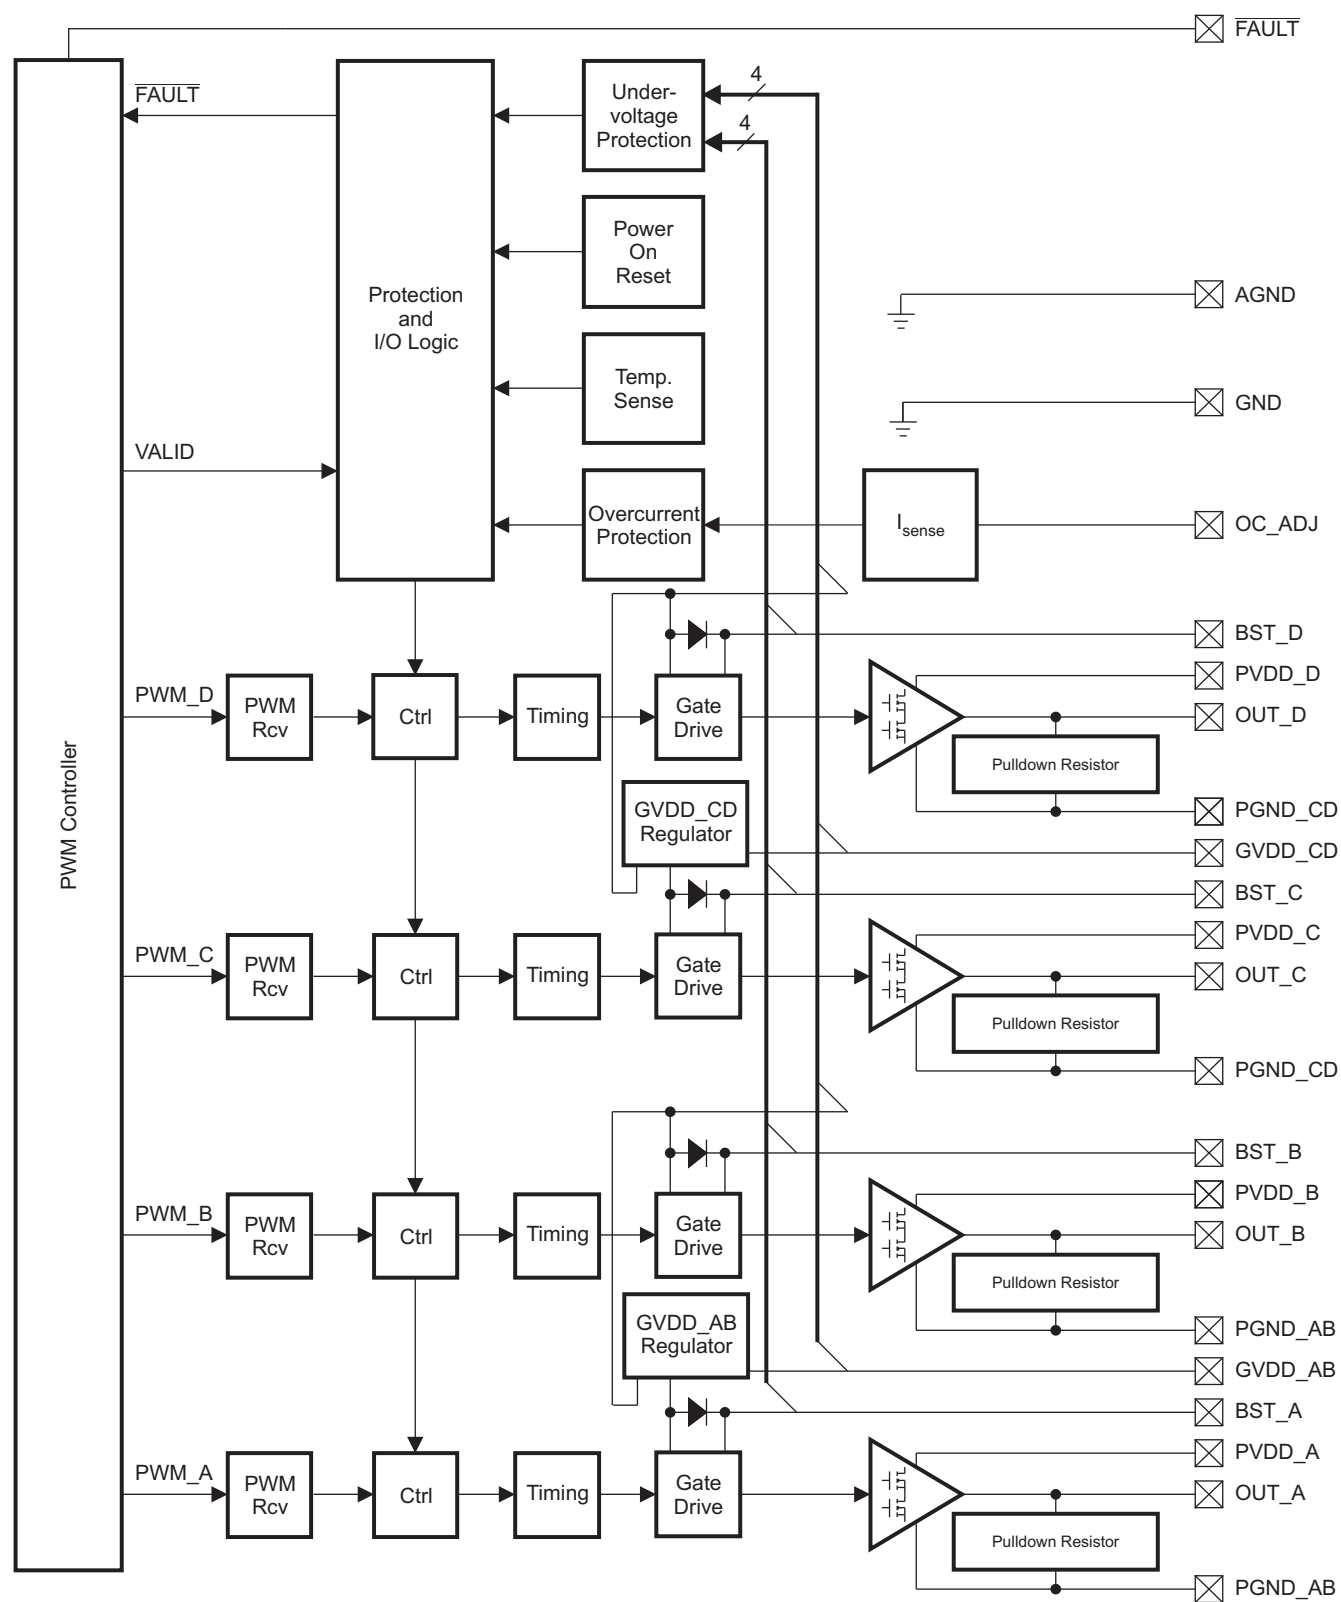 FAULT
FAULT
Under-
voltage
Protection
4
4
Power
On
Reset
Protection
and
I/O Logic
AGND
Temp.
Sense
GND
VALID
Overcurrent
Protection
Isense
OC_ADJ
BST_D
PVDD_D
PWM_D
PWM
Rcv
Ctrl
Timing
Gate
Drive
OUT_D
Pulldown Resistor
PWM Controller
GVDD_CD
Regulator
PGND_CD
GVDD_CD
BST_C
PVDD_C
PWM_C
PWM
Rcv
Ctrl
Timing
Gate
Drive
OUT_C
Pulldown Resistor
PGND_CD
BST_B
PVDD_B
PWM_B
PWM
Rcv
Ctrl
Timing
Gate
Drive
OUT_B
Pulldown Resistor
GVDD_AB
Regulator
PGND_AB
GVDD_AB
BST_A
PVDD_A
PWM_A
PWM
Rcv
Ctrl
Timing
Gate
Drive
OUT_A
Pulldown Resistor
PGND_AB